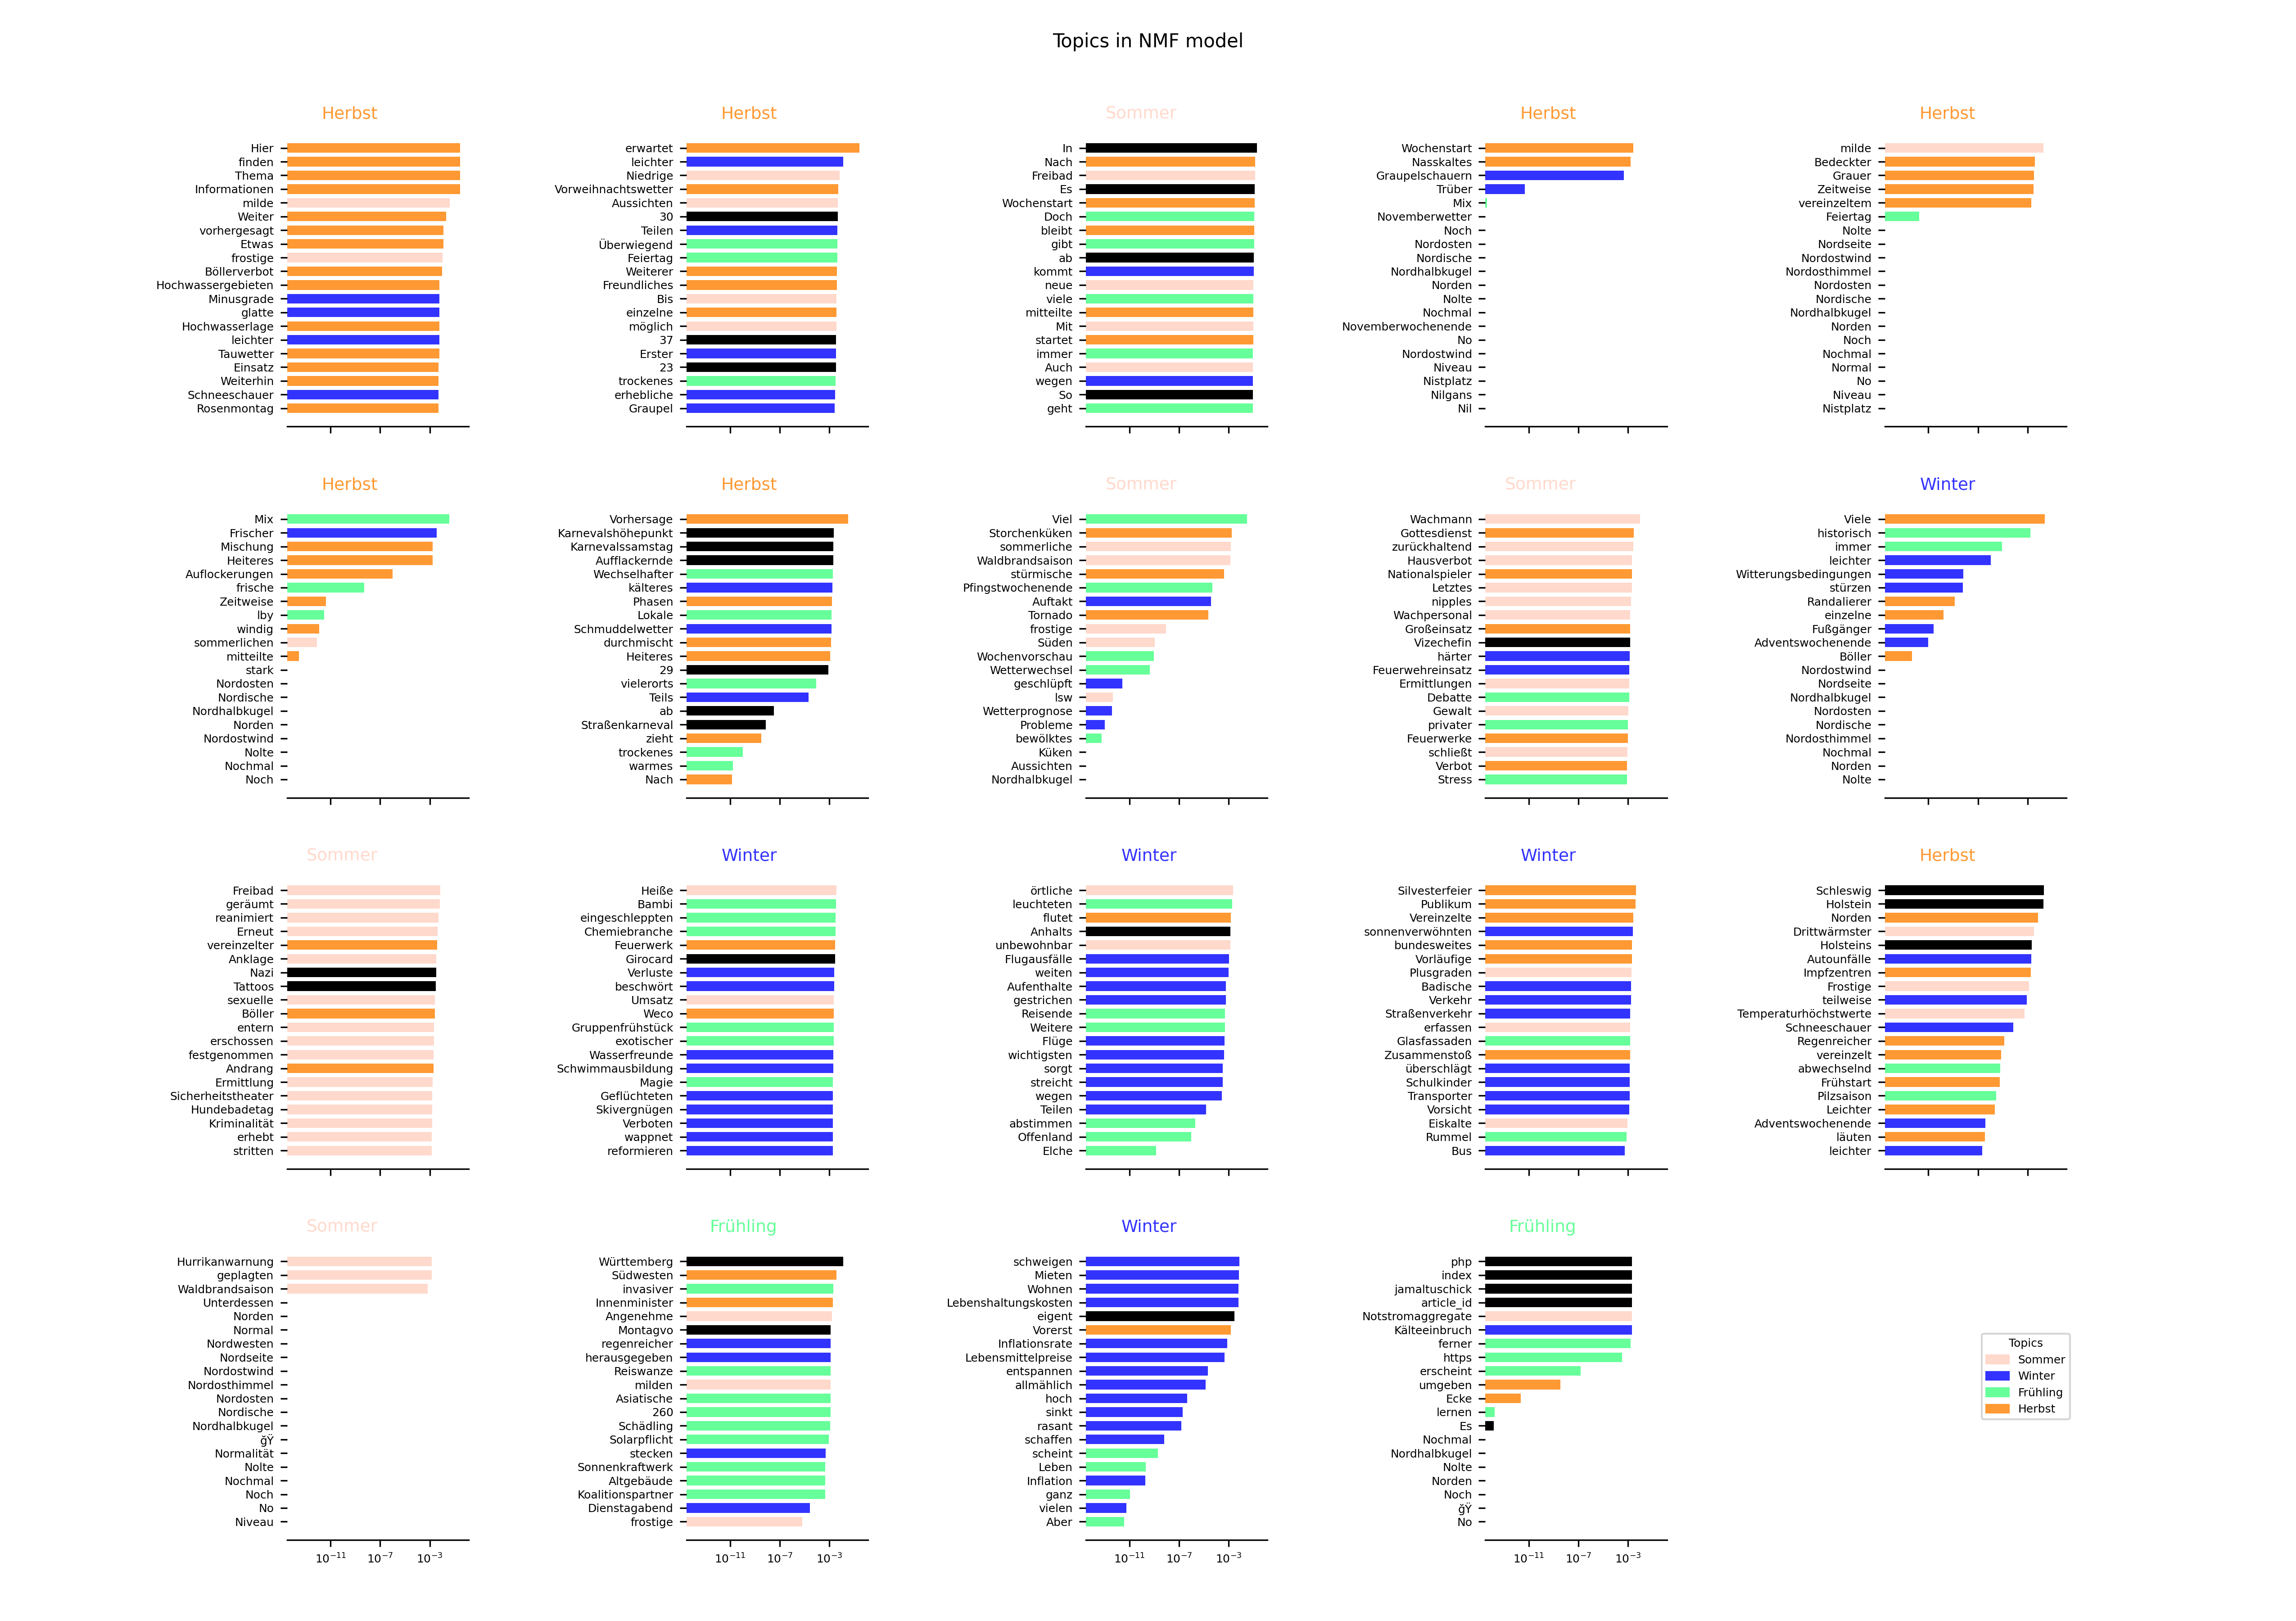 Topics in NMF model
Herbst
Hier
finden
Thema
Informationen
milde
Weiter
vorhergesagt
Etwas
frostige
Böllerverbot
Hochwassergebieten
Minusgrade
glatte
Hochwasserlage
leichter
Tauwetter
Einsatz
Weiterhin
Schneeschauer
Rosenmontag
Herbst
erwartet
leichter
Niedrige
Vorweihnachtswetter
Aussichten
30
Teilen
Überwiegend
Feiertag
Weiterer
Freundliches
Bis
einzelne
möglich
37
Erster
23
trockenes
erhebliche
Graupel
Sommer
In
Nach
Freibad
Es
Wochenstart
Doch
bleibt
gibt
ab
kommt
neue
viele
mitteilte
Mit
startet
immer
Auch
wegen
So
geht
Herbst
Wochenstart
Nasskaltes
Graupelschauern
Trüber
Mix
Novemberwetter
Noch
Nordosten
Nordische
Nordhalbkugel
Norden
Nolte
Nochmal
Novemberwochenende
No
Nordostwind
Niveau
Nistplatz
Nilgans
Nil
Herbst
milde
Bedeckter
Grauer
Zeitweise
vereinzeltem
Feiertag
Nolte
Nordseite
Nordostwind
Nordosthimmel
Nordosten
Nordische
Nordhalbkugel
Norden
Noch
Nochmal
Normal
No
Niveau
Nistplatz
Herbst
Mix
Frischer
Mischung
Heiteres
Auflockerungen
frische
Zeitweise
lby
windig
sommerlichen
mitteilte
stark
Nordosten
Nordische
Nordhalbkugel
Norden
Nordostwind
Nolte
Nochmal
Noch
Herbst
Vorhersage
Karnevalshöhepunkt
Karnevalssamstag
Aufflackernde
Wechselhafter
kälteres
Phasen
Lokale
Schmuddelwetter
durchmischt
Heiteres
29
vielerorts
Teils
ab
Straßenkarneval
zieht
trockenes
warmes
Nach
Sommer
Viel
Storchenküken
sommerliche
Waldbrandsaison
stürmische
Pfingstwochenende
Auftakt
Tornado
frostige
Süden
Wochenvorschau
Wetterwechsel
geschlüpft
lsw
Wetterprognose
Probleme
bewölktes
Küken
Aussichten
Nordhalbkugel
Sommer
Wachmann
Gottesdienst
zurückhaltend
Hausverbot
Nationalspieler
Letztes
nipples
Wachpersonal
Großeinsatz
Vizechefin
härter
Feuerwehreinsatz
Ermittlungen
Debatte
Gewalt
privater
Feuerwerke
schließt
Verbot
Stress
Winter
Viele
historisch
immer
leichter
Witterungsbedingungen
stürzen
Randalierer
einzelne
Fußgänger
Adventswochenende
Böller
Nordostwind
Nordseite
Nordhalbkugel
Nordosten
Nordische
Nordosthimmel
Nochmal
Norden
Nolte
Sommer
Freibad
geräumt
reanimiert
Erneut
vereinzelter
Anklage
Nazi
Tattoos
sexuelle
Böller
entern
erschossen
festgenommen
Andrang
Ermittlung
Sicherheitstheater
Hundebadetag
Kriminalität
erhebt
stritten
Winter
Heiße
Bambi
eingeschleppten
Chemiebranche
Feuerwerk
Girocard
Verluste
beschwört
Umsatz
Weco
Gruppenfrühstück
exotischer
Wasserfreunde
Schwimmausbildung
Magie
Geflüchteten
Skivergnügen
Verboten
wappnet
reformieren
Winter
örtliche
leuchteten
flutet
Anhalts
unbewohnbar
Flugausfälle
weiten
Aufenthalte
gestrichen
Reisende
Weitere
Flüge
wichtigsten
sorgt
streicht
wegen
Teilen
abstimmen
Offenland
Elche
Winter
Silvesterfeier
Publikum
Vereinzelte
sonnenverwöhnten
bundesweites
Vorläufige
Plusgraden
Badische
Verkehr
Straßenverkehr
erfassen
Glasfassaden
Zusammenstoß
überschlägt
Schulkinder
Transporter
Vorsicht
Eiskalte
Rummel
Bus
Herbst
Schleswig
Holstein
Norden
Drittwärmster
Holsteins
Autounfälle
Impfzentren
Frostige
teilweise
Temperaturhöchstwerte
Schneeschauer
Regenreicher
vereinzelt
abwechselnd
Frühstart
Pilzsaison
Leichter
Adventswochenende
läuten
leichter
Sommer
Hurrikanwarnung
geplagten
Waldbrandsaison
Unterdessen
Norden
Normal
Nordwesten
Nordseite
Nordostwind
Nordosthimmel
Nordosten
Nordische
Nordhalbkugel
ğŸ
Normalität
Nolte
Nochmal
Noch
No
Niveau
10⁻¹¹ 10⁻⁷ 10⁻³
Frühling
Württemberg
Südwesten
invasiver
Innenminister
Angenehme
Montagvo
regenreicher
herausgegeben
Reiswanze
milden
Asiatische
260
Schädling
Solarpflicht
stecken
Sonnenkraftwerk
Altgebäude
Koalitionspartner
Dienstagabend
frostige
10⁻¹¹ 10⁻⁷ 10⁻³
Winter
schweigen
Mieten
Wohnen
Lebenshaltungskosten
eigent
Vorerst
Inflationsrate
Lebensmittelpreise
entspannen
allmählich
hoch
sinkt
rasant
schaffen
scheint
Leben
Inflation
ganz
vielen
Aber
10⁻¹¹ 10⁻⁷ 10⁻³
Frühling
php
index
jamaltuschick
article_id
Notstromaggregate
Kälteeinbruch
ferner
https
erscheint
umgeben
Ecke
lernen
Es
Nochmal
Nordhalbkugel
Nolte
Norden
Noch
ğŸ
No
10⁻¹¹ 10⁻⁷ 10⁻³
Topics
Sommer
Winter
Frühling
Herbst